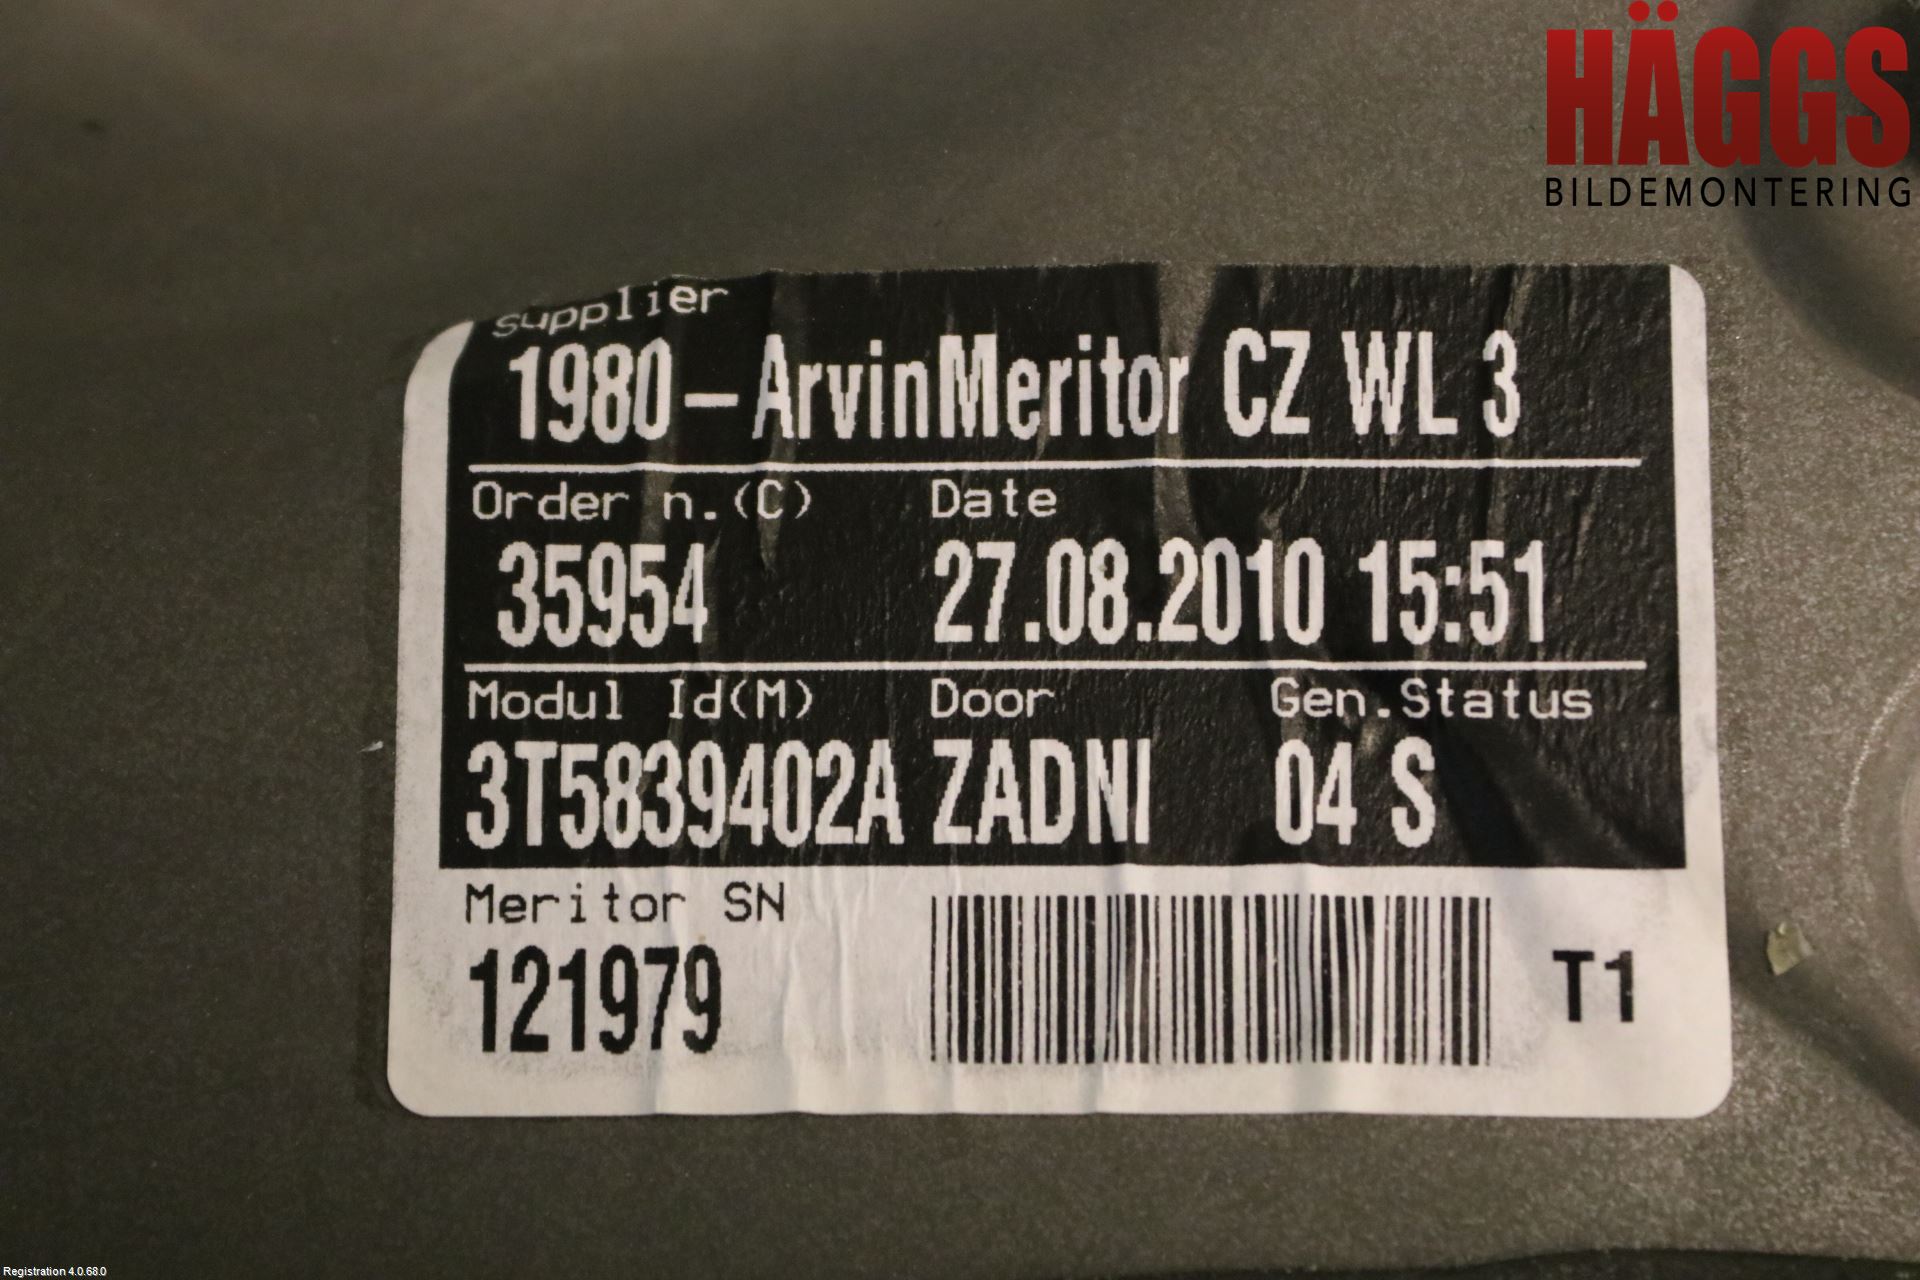 HÄGGS
BILDEMONTERING
Supplier
1980-ArvinMeritor CZ WL 3
Order n.(C) Date
35954 27.08.2010 15:51
Modul Id(M) Door Gen.Status
3T5839402A ZADNI 04 S
Meritor SN
121979
T1
Registration 4.0.68.0